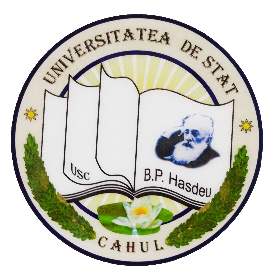 UNIVERSITATEA DE STAT
Usc
B.P. Hasdeu
CAHUL